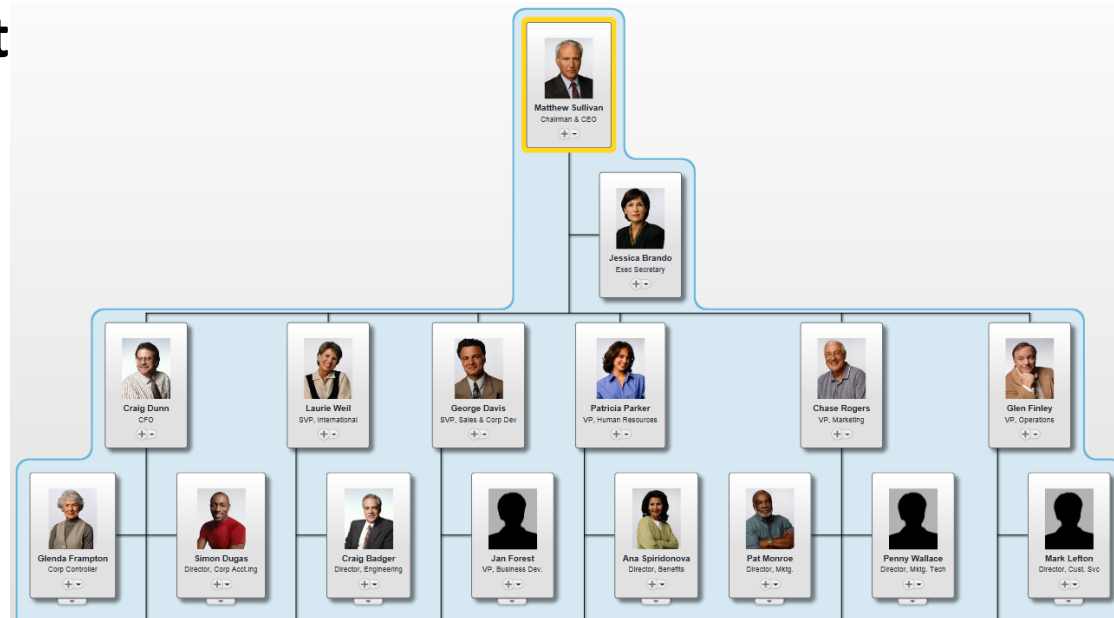 t
Matthew Sullivan
Chairman & CEO
Jessica Brando
Exec Secretary
Craig Dunn
CFO
Laurie Weil
SVP, International
George Davis
SVP, Sales & Corp Dev
Patricia Parker
VP, Human Resources
Chase Rogers
VP, Marketing
Glen Finley
VP, Operations
Glenda Frampton
Corp Controller
Simon Dugas
Director, Corp Acct.ing
Craig Badger
Director, Engineering
Jan Forest
VP, Business Dev.
Ana Spiridonova
Director, Benefits
Pat Monroe
Director, Mktg.
Penny Wallace
Director, Mktg. Tech
Mark Lefton
Director, Cust. Svc